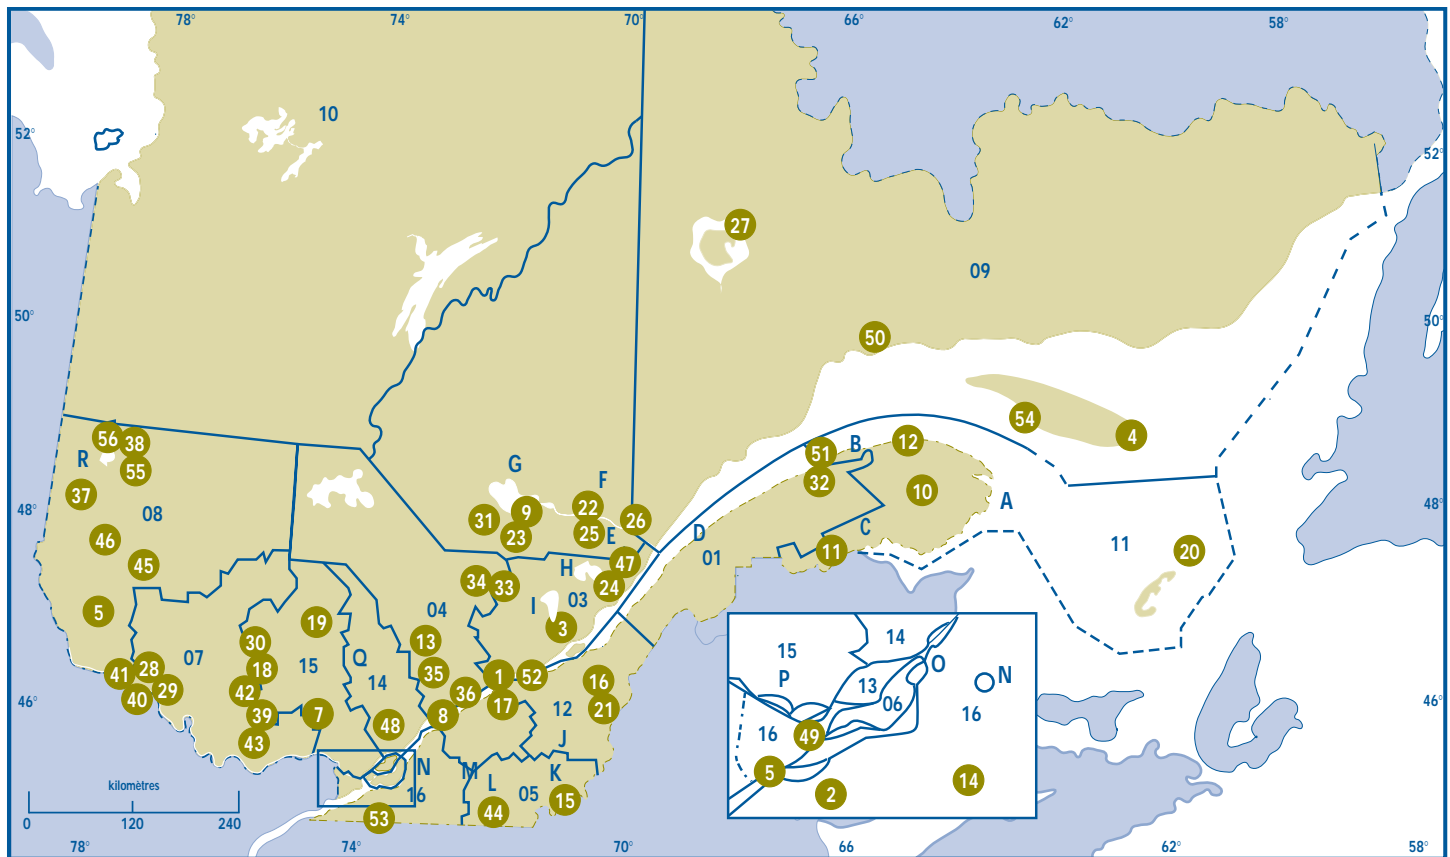 78° 74° 70° 66° 62° 58°
10
52°
52°
27
09
50°
50°
50
54
4
56 38
R
55
37
08
46
45
5
G
F
31 9 22
23 25 26
E
47
24
H
34 33
I 03
3
51 B 12
32
10
A
C
D
01
11
48°
48°
11
20
04
13
35
19
30
18
15
Q
14
07
41 28
40 29
42
39
43
7
48
36
8
1 52
17
16
21
12
J
46°
46°
N
M
L
K
16
05
44
15
53
15 14
P
O
N
13
06
16
16
49
5
2
14
kilomètres
0 120 240
78° 74° 70° 66° 62° 58°